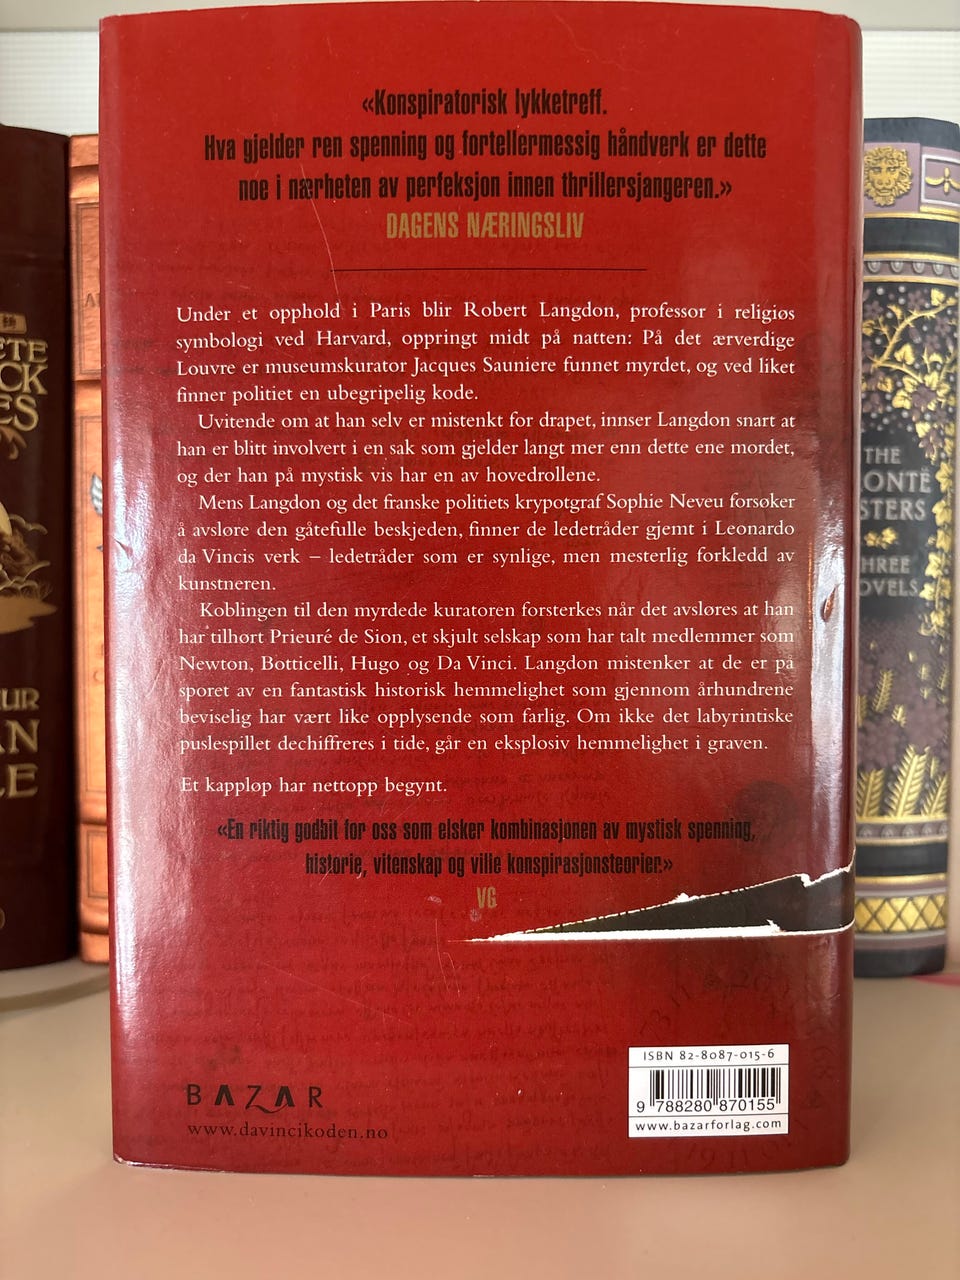 «Konspiratorisk lykketreff.
Hva gjelder ren spenning og fortellermessig håndverk er dette
noe i nærheten av perfeksjon innen thrillersjangeren.»
DAGENS NÆRINGSLIV
Under et opphold i Paris blir Robert Langdon, professor i religiøs
symbologi ved Harvard, oppringt midt på natten: På det ærverdige
Louvre er museumskurator Jacques Sauniere funnet myrdet, og ved liket
finner politiet en ubegripelig kode.
Uvitende om at han selv er mistenkt for drapet, innser Langdon snart at
han er blitt involvert i en sak som gjelder langt mer enn dette ene mordet,
og der han på mystisk vis har en av hovedrollene.
Mens Langdon og det franske politiets krypotgraf Sophie Neveu forsøker
å avsløre den gåtefulle beskjeden, finner de ledetråder gjemt i Leonardo
da Vincis verk – ledetråder som er synlige, men mesterlig forkledd av
kunstneren.
Koblingen til den myrdede kuratoren forsterkes når det avsløres at han
har tilhørt Prieuré de Sion, et skjult selskap som har talt medlemmer som
Newton, Botticelli, Hugo og Da Vinci. Langdon mistenker at de er på
sporet av en fantastisk historisk hemmelighet som gjennom århundrene
beviselig har vært like opplysende som farlig. Om ikke det labyrintiske
puslespillet dechiffreres i tide, går en eksplosiv hemmelighet i graven.
Et kappløp har nettopp begynt.
«En riktig godbit for oss som elsker kombinasjonen av mystisk spenning,
historie, vitenskap og ville konspirasjonsteorier.»
VG
BAZAR
www.davincikoden.no
ISBN 82-8087-015-6
9 788280 870155
www.bazarforlag.com
THE
THREE